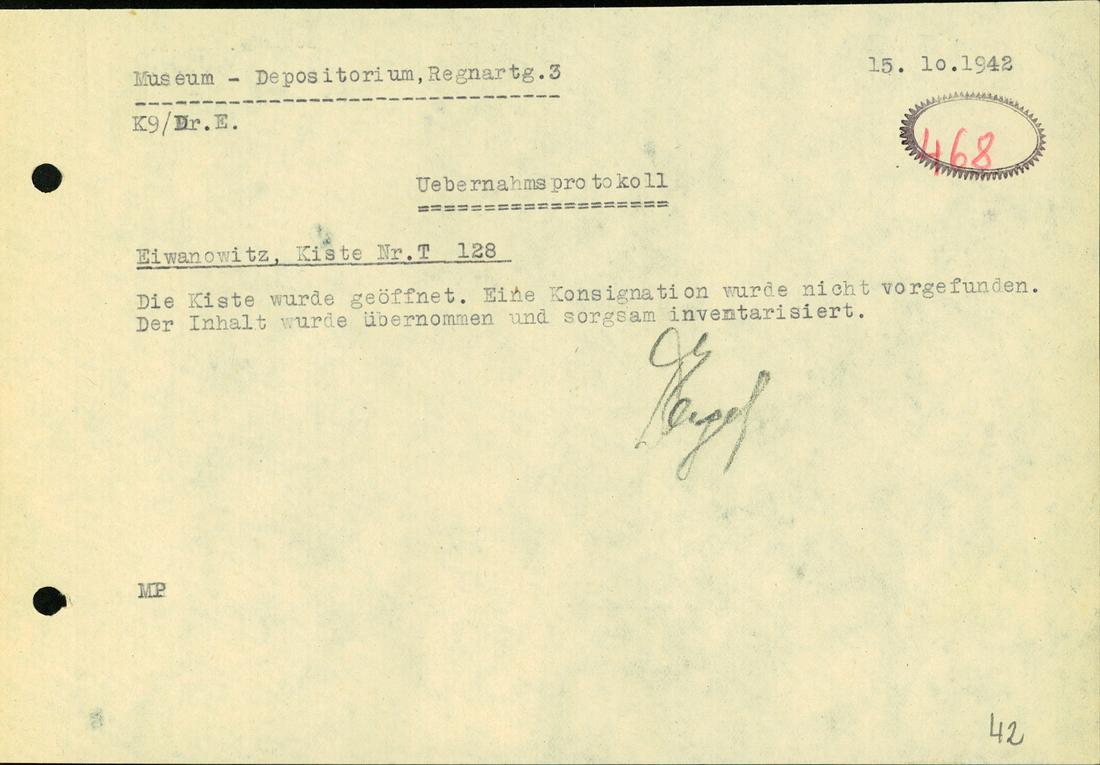 Museum - Depositorium, Regnartg.3
15. lo.1942
K9/Dr.E.
468
Uebernahmsprotokoll
Eiwanowitz, Kiste Nr.T 128
Die Kiste wurde geöffnet. Eine Konsignation wurde nicht vorgefunden.
Der Inhalt wurde übernommen und sorgsam inventarisiert.
MP
42